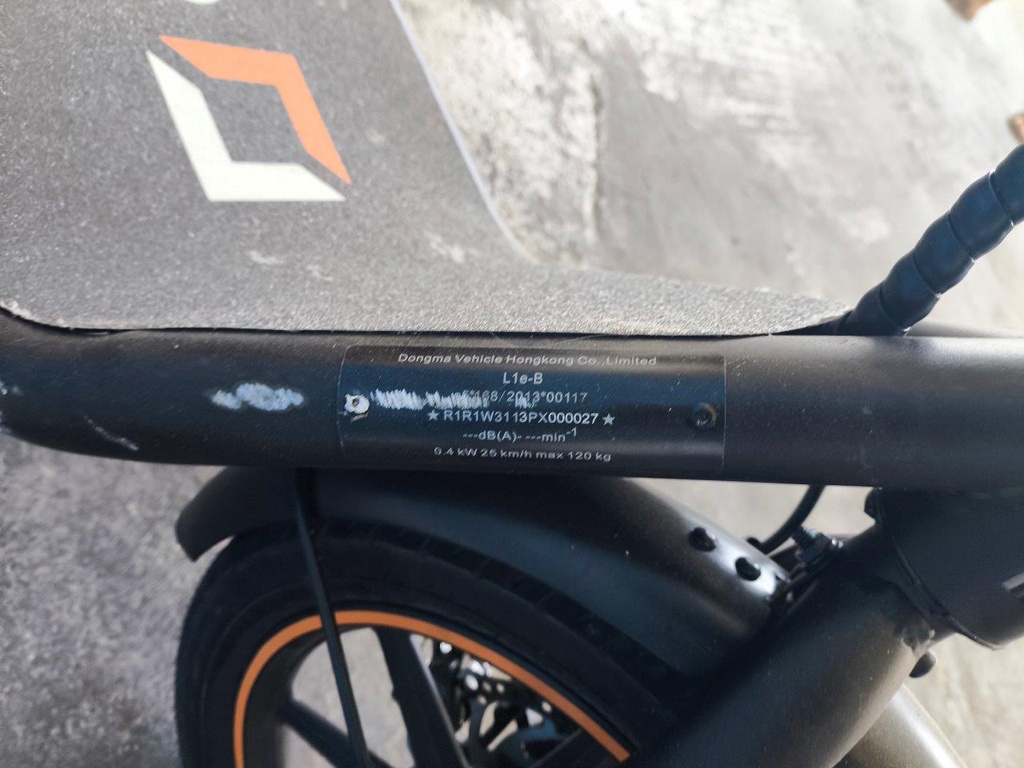 Dongma Vehicle Hongkong Co., Limited
L1e-B
168/2013*00117
★R1R1W3113PX000027★
---dB(A)- ---min-1
0.4 kW 25 km/h max 120 kg